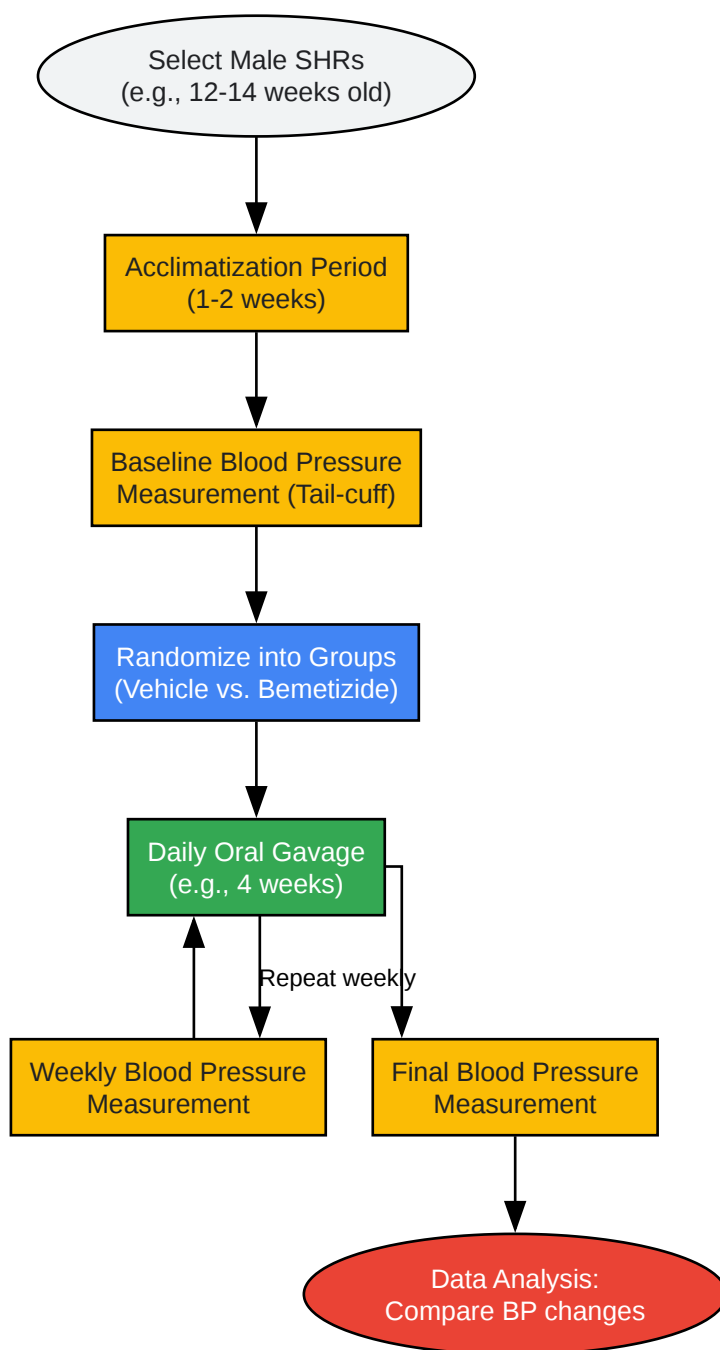 Select Male SHRs
(e.g., 12-14 weeks old)
Acclimatization Period
(1-2 weeks)
Baseline Blood Pressure
Measurement (Tail-cuff)
Randomize into Groups
(Vehicle vs. Bemetizide)
Daily Oral Gavage
(e.g., 4 weeks)
Repeat weekly
Weekly Blood Pressure
Measurement
Final Blood Pressure
Measurement
Data Analysis:
Compare BP changes